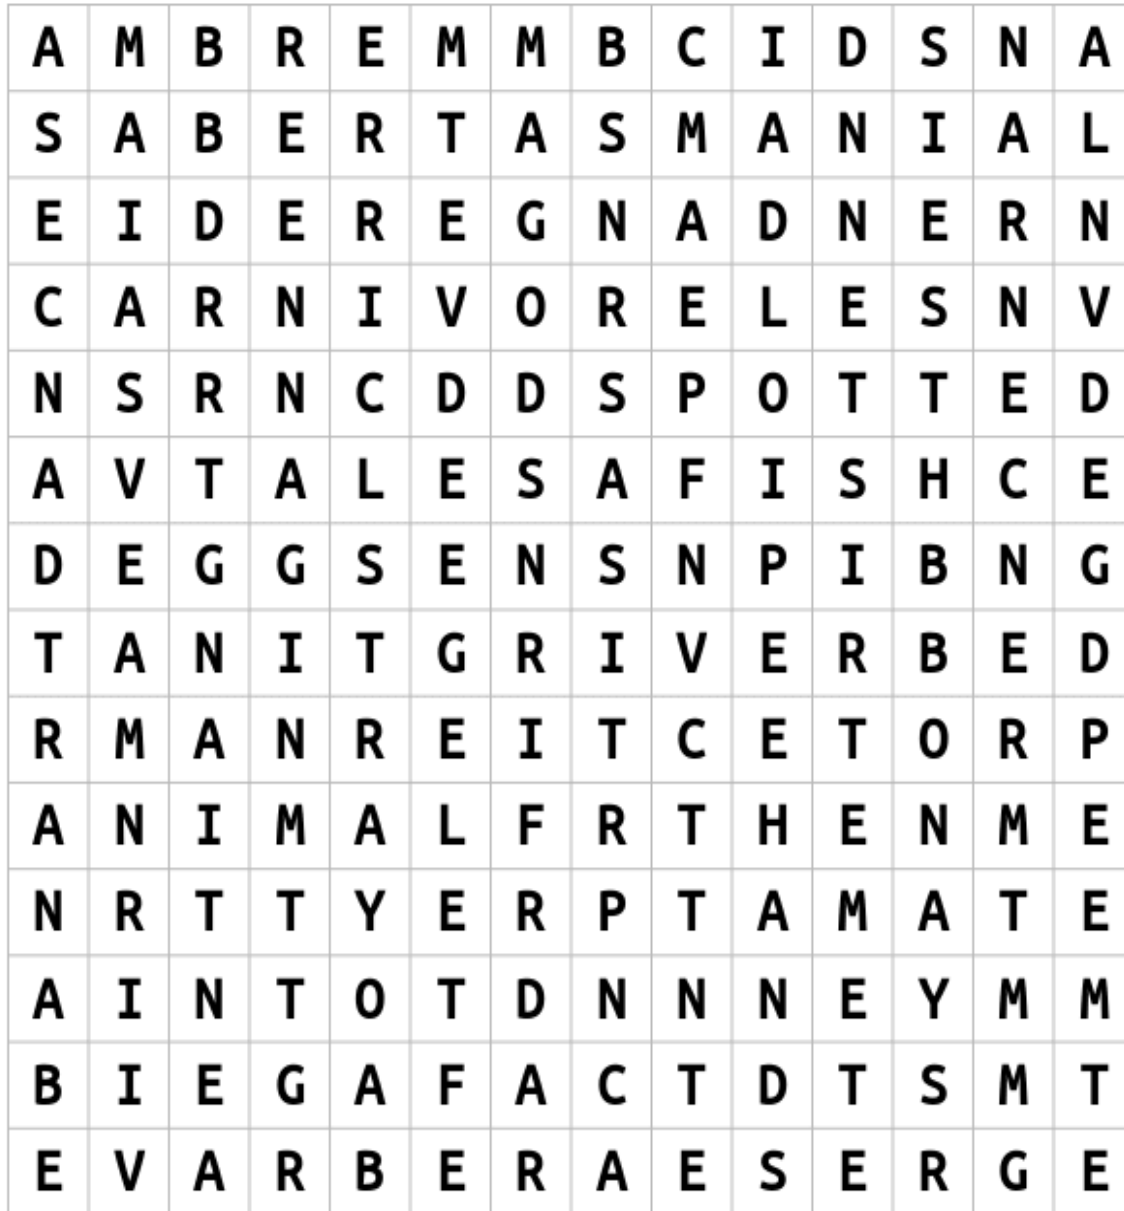 A M B R E M M B C I D S N A
S A B E R T A S M A N I A L
E I D E R E G N A D N E R N
C A R N I V O R E L E S N V
N S R N C D D S P O T T E D
A V T A L E S A F I S H C E
D E G G S E N S N P I B N G
T A N I T G R I V E R B E D
R M A N R E I T C E T O R P
A N I M A L F R T H E N M E
N R T T Y E R P T A M A T E
A I N T O T D N N N E Y M M
B I E G A F A C T D T S M T
E V A R B E R A E S E R G E